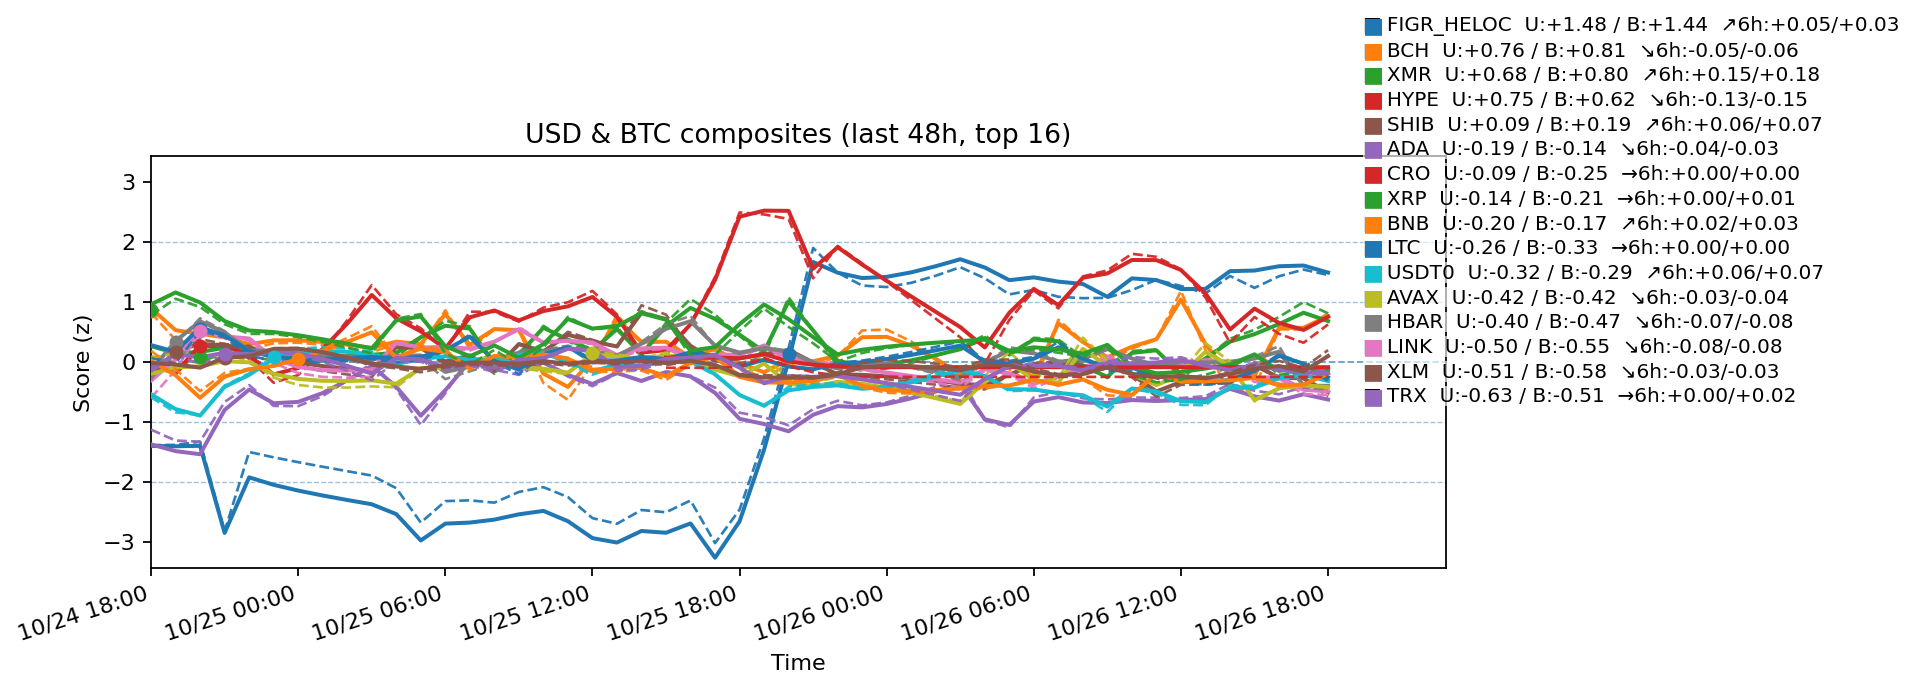 FIGR_HELOC U:+1.48 / B:+1.44 ↗6h:+0.05/+0.03
BCH U:+0.76 / B:+0.81 ↘6h:-0.05/-0.06
XMR U:+0.68 / B:+0.80 ↗6h:+0.15/+0.18
HYPE U:+0.75 / B:+0.62 ↘6h:-0.13/-0.15
SHIB U:+0.09 / B:+0.19 ↗6h:+0.06/+0.07
ADA U:-0.19 / B:-0.14 ↘6h:-0.04/-0.03
CRO U:-0.09 / B:-0.25 →6h:+0.00/+0.00
XRP U:-0.14 / B:-0.21 →6h:+0.00/+0.01
BNB U:-0.20 / B:-0.17 ↗6h:+0.02/+0.03
LTC U:-0.26 / B:-0.33 →6h:+0.00/+0.00
USDT0 U:-0.32 / B:-0.29 ↗6h:+0.06/+0.07
AVAX U:-0.42 / B:-0.42 ↘6h:-0.03/-0.04
HBAR U:-0.40 / B:-0.47 ↘6h:-0.07/-0.08
LINK U:-0.50 / B:-0.55 ↘6h:-0.08/-0.08
XLM U:-0.51 / B:-0.58 ↘6h:-0.03/-0.03
TRX U:-0.63 / B:-0.51 →6h:+0.00/+0.02
USD & BTC composites (last 48h, top 16)
Score (z)
3
2
1
0
−1
−2
−3
10/24 18:00
10/25 00:00
10/25 06:00
10/25 12:00
10/25 18:00
10/26 00:00
10/26 06:00
10/26 12:00
10/26 18:00
Time